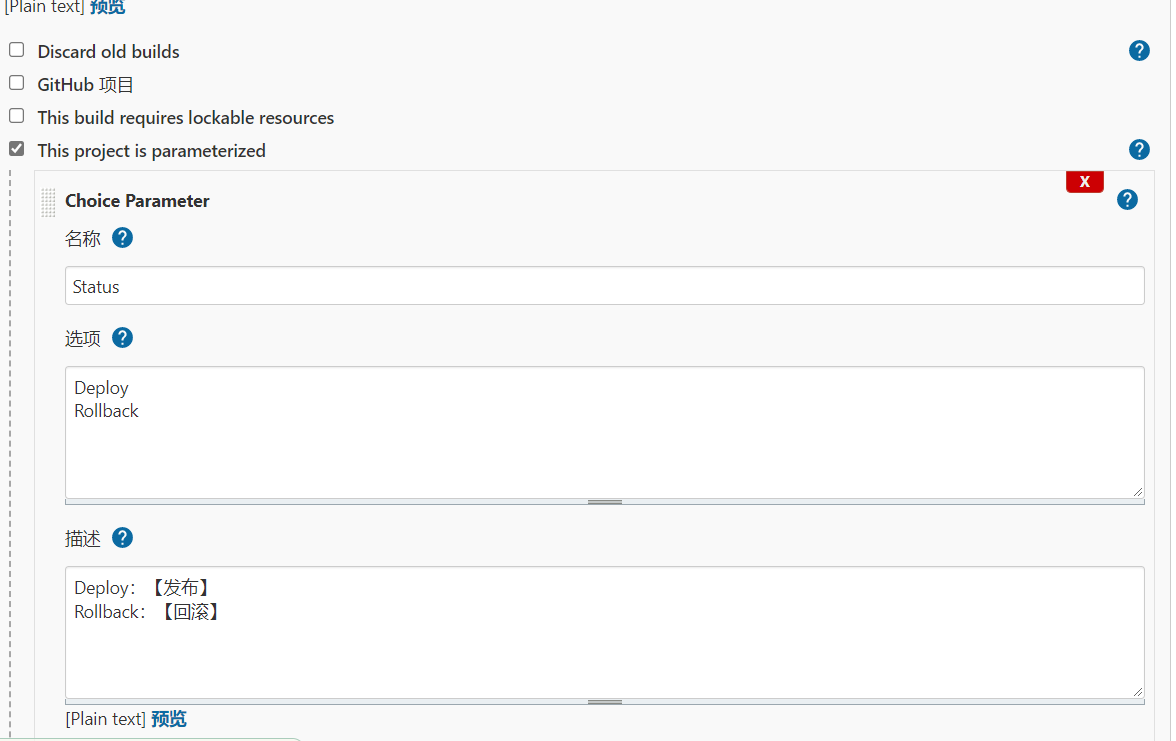 [Plain text] 预览
Discard old builds
GitHub 项目
This build requires lockable resources
This project is parameterized
X
Choice Parameter
名称
Status
选项
Deploy
Rollback
描述
Deploy：【发布】
Rollback：【回滚】
[Plain text] 预览